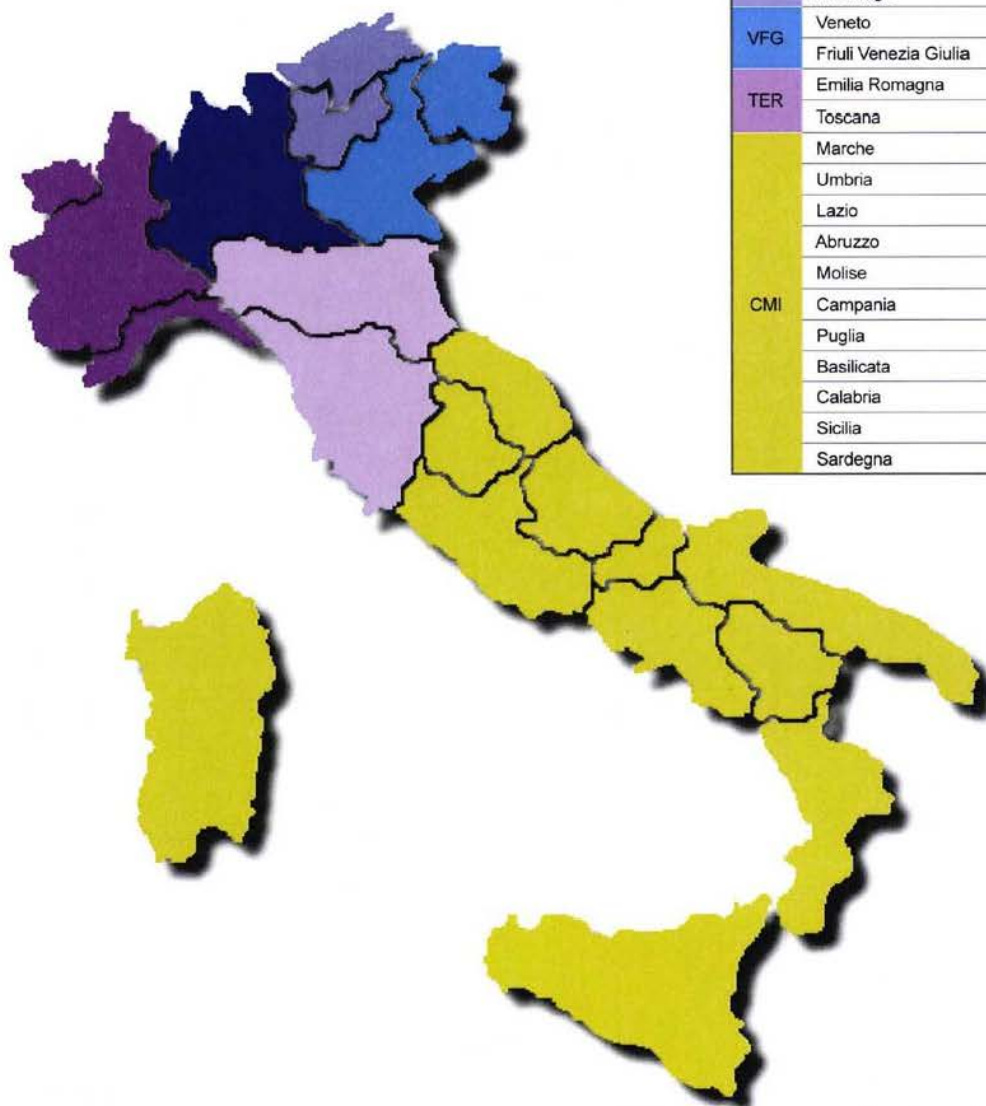 VFG
Veneto
Friuli Venezia Giulia
TER
Emilia Romagna
Toscana
CMI
Marche
Umbria
Lazio
Abruzzo
Molise
Campania
Puglia
Basilicata
Calabria
Sicilia
Sardegna